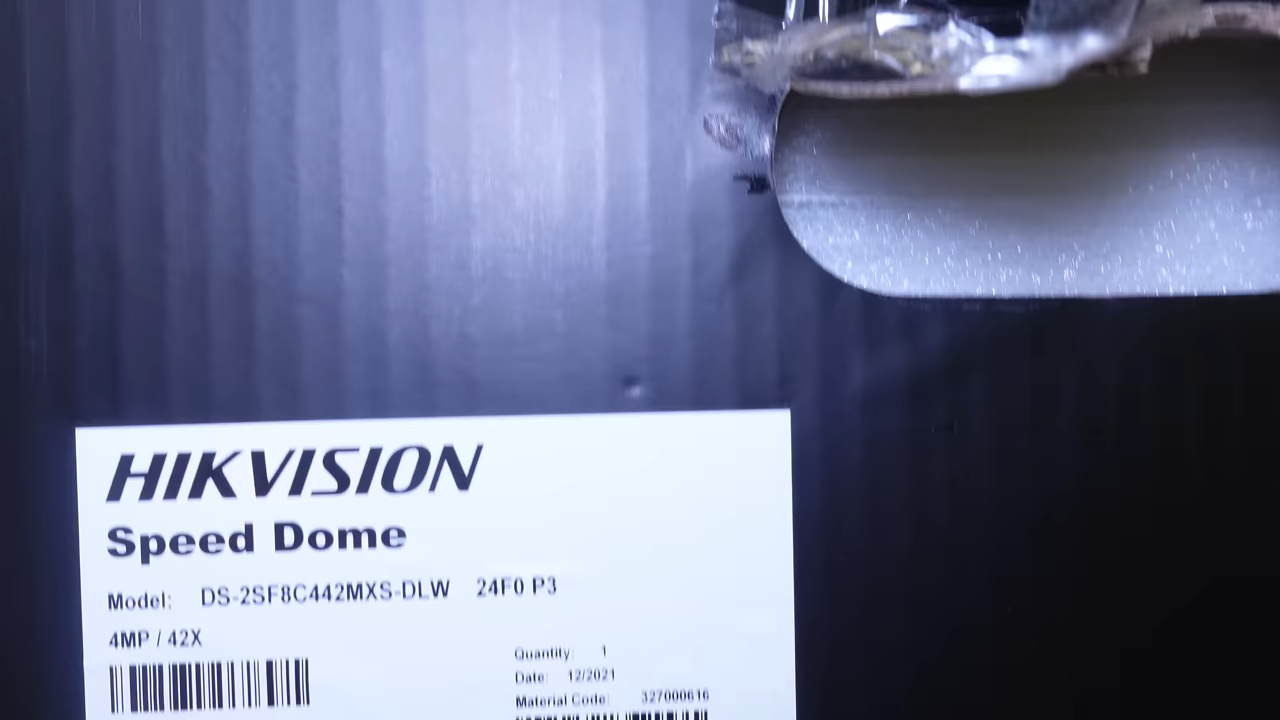 HIKVISION
Speed Dome
Model: DS-2SF8C442MXS-DLW 24F0 P3
4MP / 42X
Quantity: 1
Date: 12/2021
Material Code: 327000616